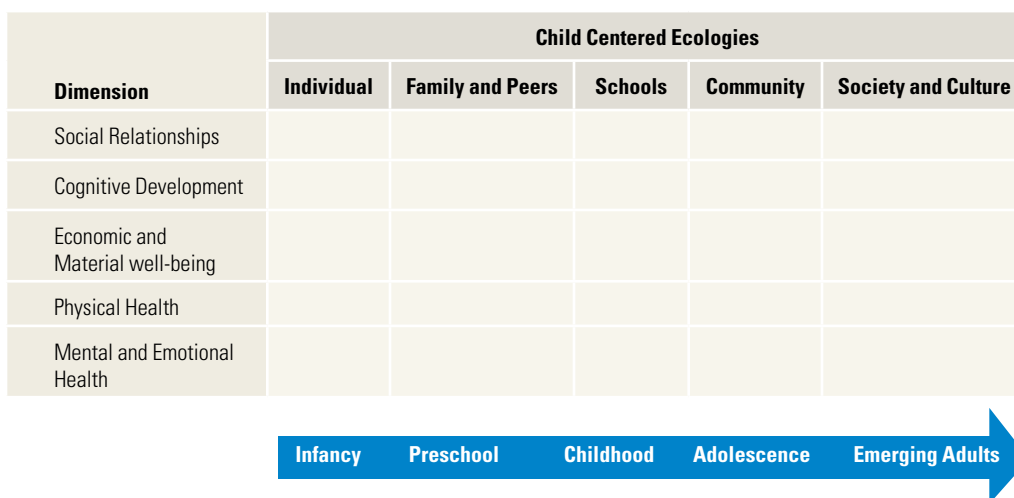 Child Centered Ecologies
Dimension Individual Family and Peers Schools Community Society and Culture
Social Relationships
Cognitive Development
Economic and
Material well-being
Physical Health
Mental and Emotional
Health
Infancy Preschool Childhood Adolescence Emerging Adults